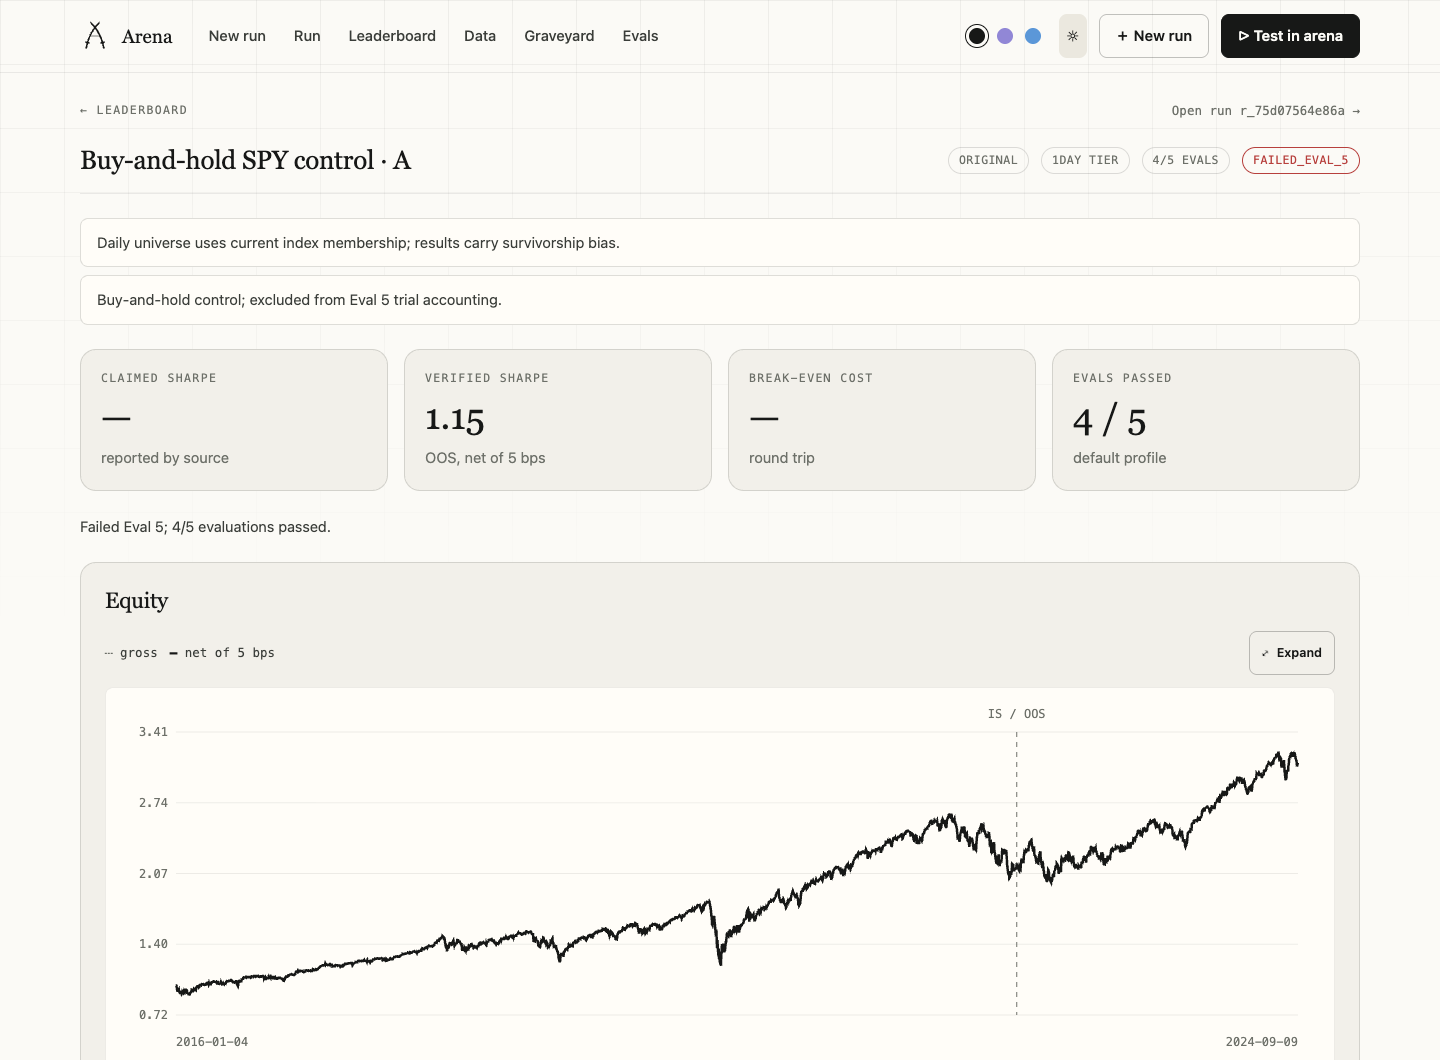 Arena
New run
Run
Leaderboard
Data
Graveyard
Evals
+ New run
Test in arena
← LEADERBOARD
Open run r_75d07564e86a →
Buy-and-hold SPY control · A
ORIGINAL
1DAY TIER
4/5 EVALS
FAILED_EVAL_5
Daily universe uses current index membership; results carry survivorship bias.
Buy-and-hold control; excluded from Eval 5 trial accounting.
CLAIMED SHARPE
—
reported by source
VERIFIED SHARPE
1.15
OOS, net of 5 bps
BREAK-EVEN COST
—
round trip
EVALS PASSED
4 / 5
default profile
Failed Eval 5; 4/5 evaluations passed.
Equity
gross
net of 5 bps
Expand
IS / OOS
3.41
2.74
2.07
1.40
0.72
2016-01-04
2024-09-09